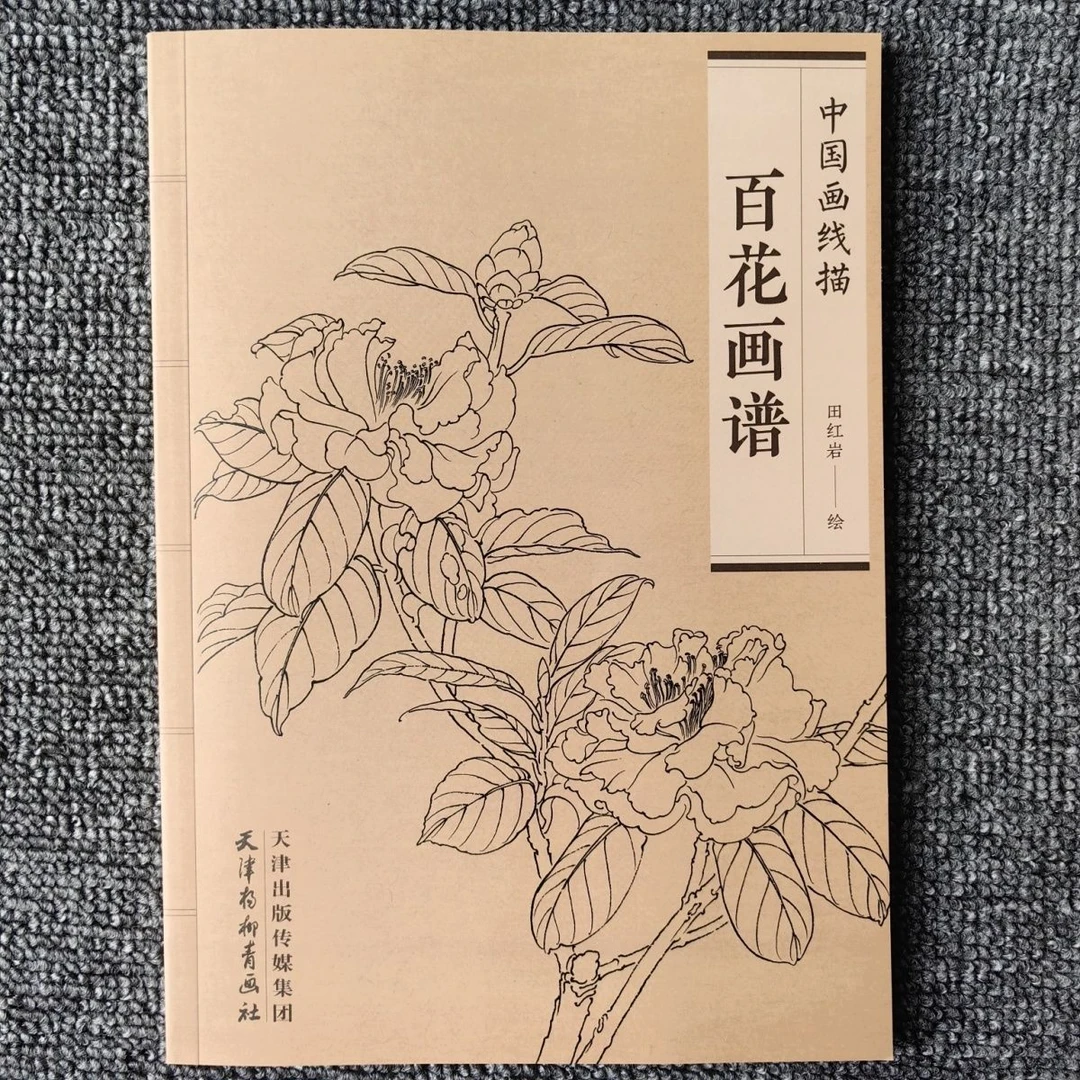 中国画线描
百花画谱
田红岩——绘
天津出版传媒集团
天津杨柳青画社